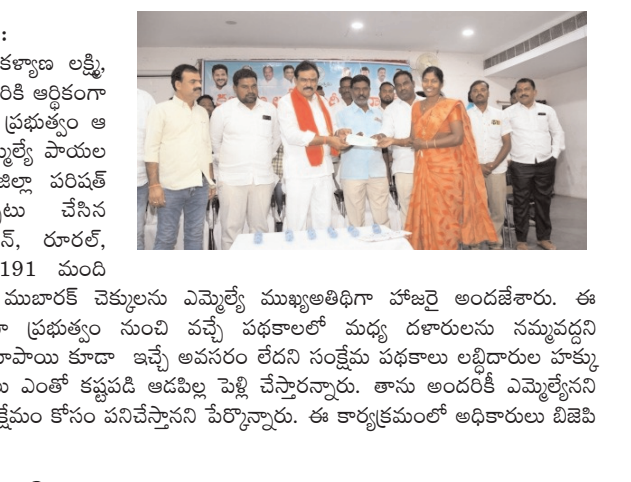 :
కళ్యాణ లక్ష్మి,
రికి ఆర్థికంగా
ప్రభుత్వం ఆ
మ్మెల్యే పాయల
జిల్లా పరిషత్
టు చేసిన
న్, రూరల్,
191 మంది
ముబారక్ చెక్కులను ఎమ్మెల్యే ముఖ్యఅతిథిగా హాజరై అందజేశారు. ఈ
ప్రభుత్వం నుంచి వచ్చే పథకాలలో మధ్య దళారులను నమ్మవద్దని
రూపాయి కూడా ఇచ్చే అవసరం లేదని సంక్షేమ పథకాలు లబ్ధిదారుల హక్కు
ఎంతో కష్టపడి ఆడపిల్ల పెళ్లి చేస్తారన్నారు. తాను అందరికీ ఎమ్మెల్యేనని
క్షేమం కోసం పనిచేస్తానని పేర్కొన్నారు. ఈ కార్యక్రమంలో అధికారులు బిజెపి